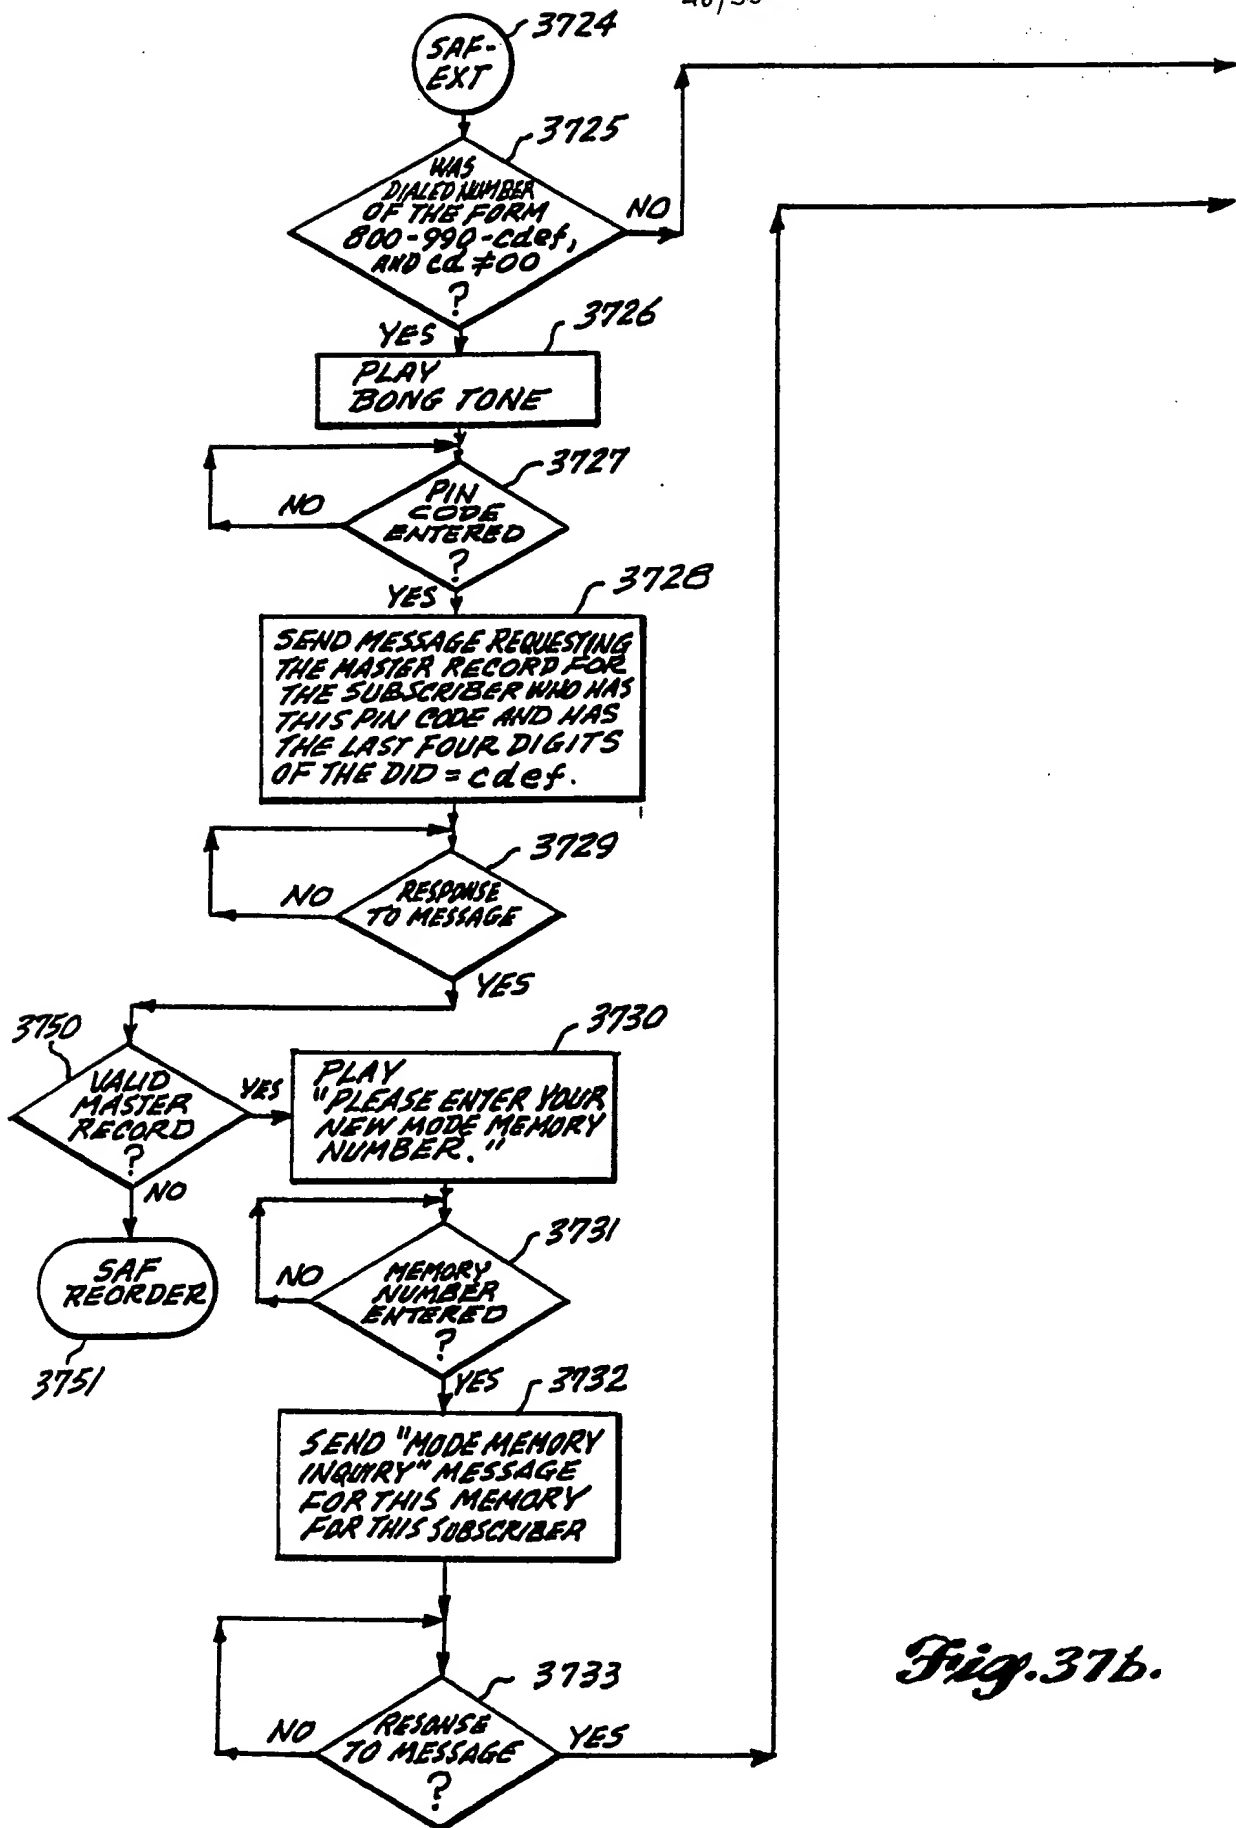 SAF-
EXT
3724
3725
WAS
DIALED NUMBER
OF THE FORM
800-990-cdef,
AND cd ≠ 00
?
NO
YES
3726
PLAY
BONG TONE
3727
PIN
CODE
ENTERED
?
NO
YES
3728
SEND MESSAGE REQUESTING
THE MASTER RECORD FOR
THE SUBSCRIBER WHO HAS
THIS PIN CODE AND HAS
THE LAST FOUR DIGITS
OF THE DID = cdef.
3729
RESPONSE
TO MESSAGE
NO
YES
3750
VALID
MASTER
RECORD
?
YES
NO
SAF
REORDER
3751
3730
PLAY
"PLEASE ENTER YOUR
NEW MODE MEMORY
NUMBER."
3731
MEMORY
NUMBER
ENTERED
?
NO
YES
3732
SEND "MODE MEMORY
INQUIRY" MESSAGE
FOR THIS MEMORY
FOR THIS SUBSCRIBER
3733
RESONSE
TO MESSAGE
?
NO
YES
Fig. 37b.